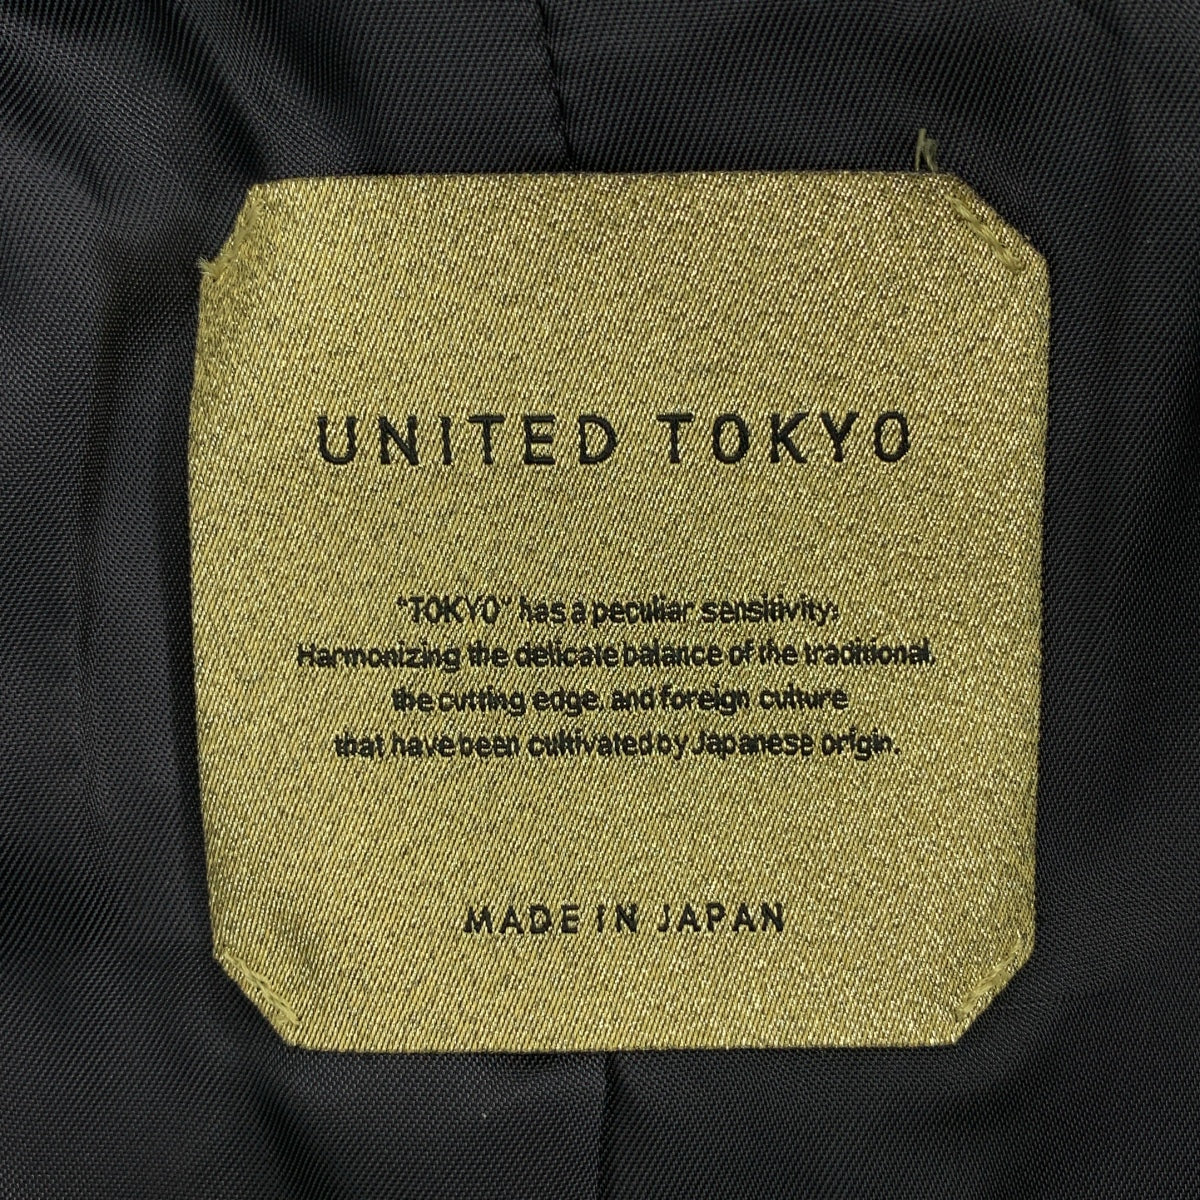 UNITED TOKYO
"TOKYO" has a peculiar sensitivity;
Harmonizing the delicate balance of the traditional,
the cutting edge, and foreign culture
that have been cultivated by Japanese origin.
MADE IN JAPAN